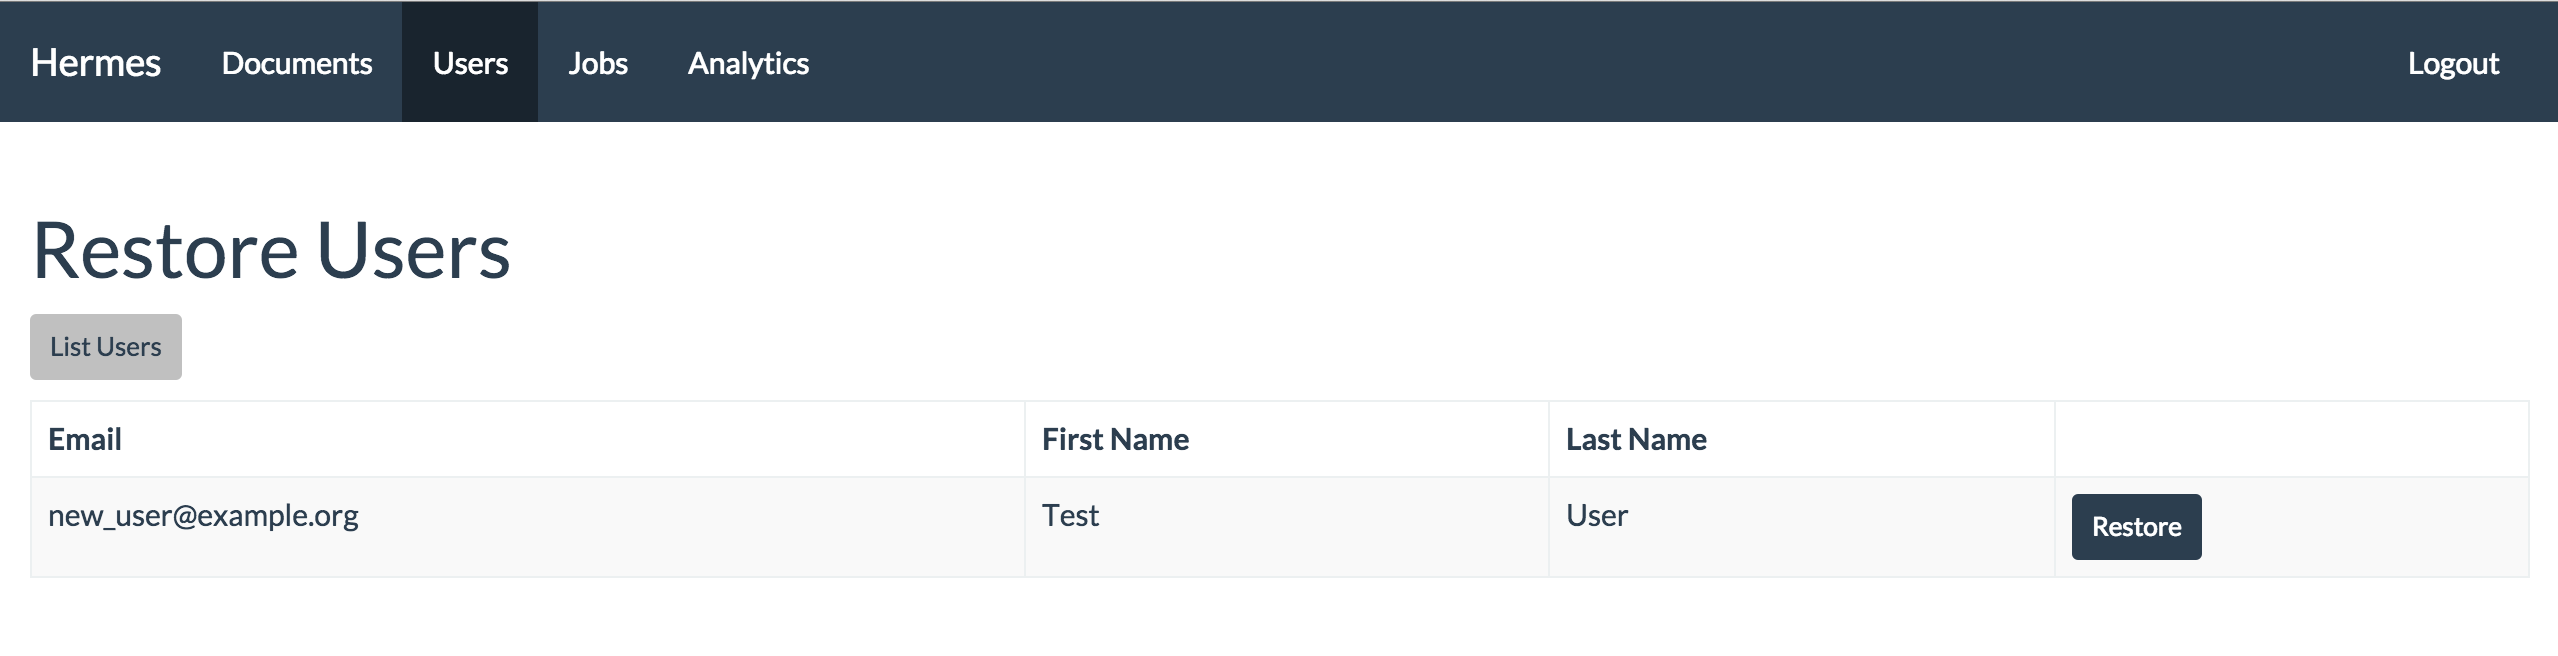 Hermes Documents Users Jobs Analytics Logout
Restore Users
List Users
Email First Name Last Name
new_user@example.org Test User Restore